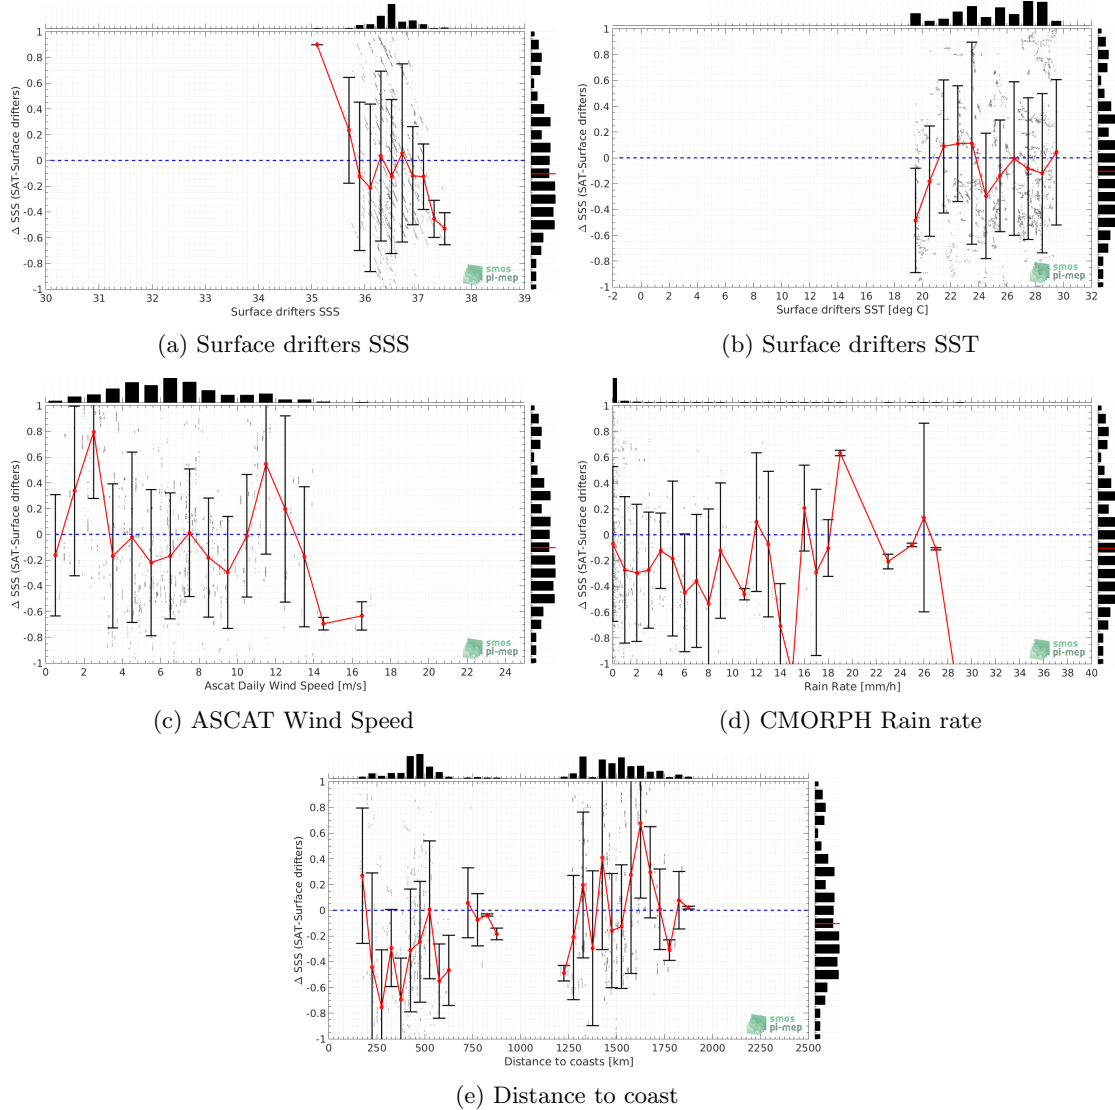 Δ SSS (SAT-Surface drifters)
1
0.8
0.6
0.4
0.2
0
-0.2
-0.4
-0.6
-0.8
-1
30 31 32 33 34 35 36 37 38 39
Surface drifters SSS
smos
pi-mep
(a) Surface drifters SSS
Δ SSS (SAT-Surface drifters)
1
0.8
0.6
0.4
0.2
0
-0.2
-0.4
-0.6
-0.8
-1
-2 0 2 4 6 8 10 12 14 16 18 20 22 24 26 28 30 32
Surface drifters SST [deg C]
smos
pi-mep
(b) Surface drifters SST
Δ SSS (SAT-Surface drifters)
1
0.8
0.6
0.4
0.2
0
-0.2
-0.4
-0.6
-0.8
-1
0 2 4 6 8 10 12 14 16 18 20 22 24
Ascat Daily Wind Speed [m/s]
smos
pi-mep
(c) ASCAT Wind Speed
Δ SSS (SAT-Surface drifters)
1
0.8
0.6
0.4
0.2
0
-0.2
-0.4
-0.6
-0.8
-1
0 2 4 6 8 10 12 14 16 18 20 22 24 26 28 30 32 34 36 38 40
Rain Rate [mm/h]
smos
pi-mep
(d) CMORPH Rain rate
Δ SSS (SAT-Surface drifters)
1
0.8
0.6
0.4
0.2
0
-0.2
-0.4
-0.6
-0.8
-1
0 250 500 750 1000 1250 1500 1750 2000 2250 2500
Distance to coasts [km]
smos
pi-mep
(e) Distance to coast